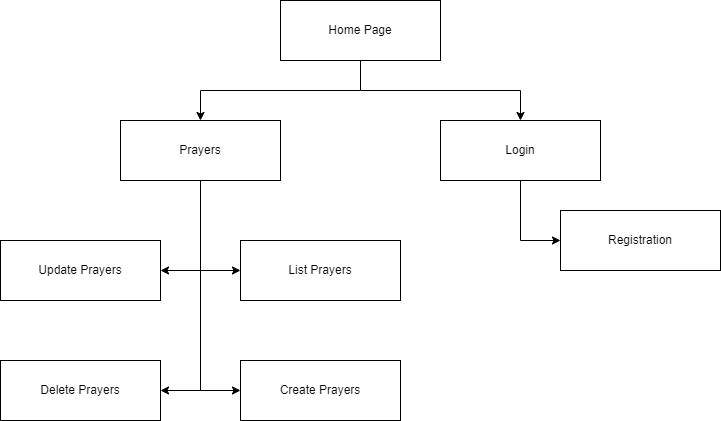 Home Page
Prayers
Login
Registration
Update Prayers
List Prayers
Delete Prayers
Create Prayers